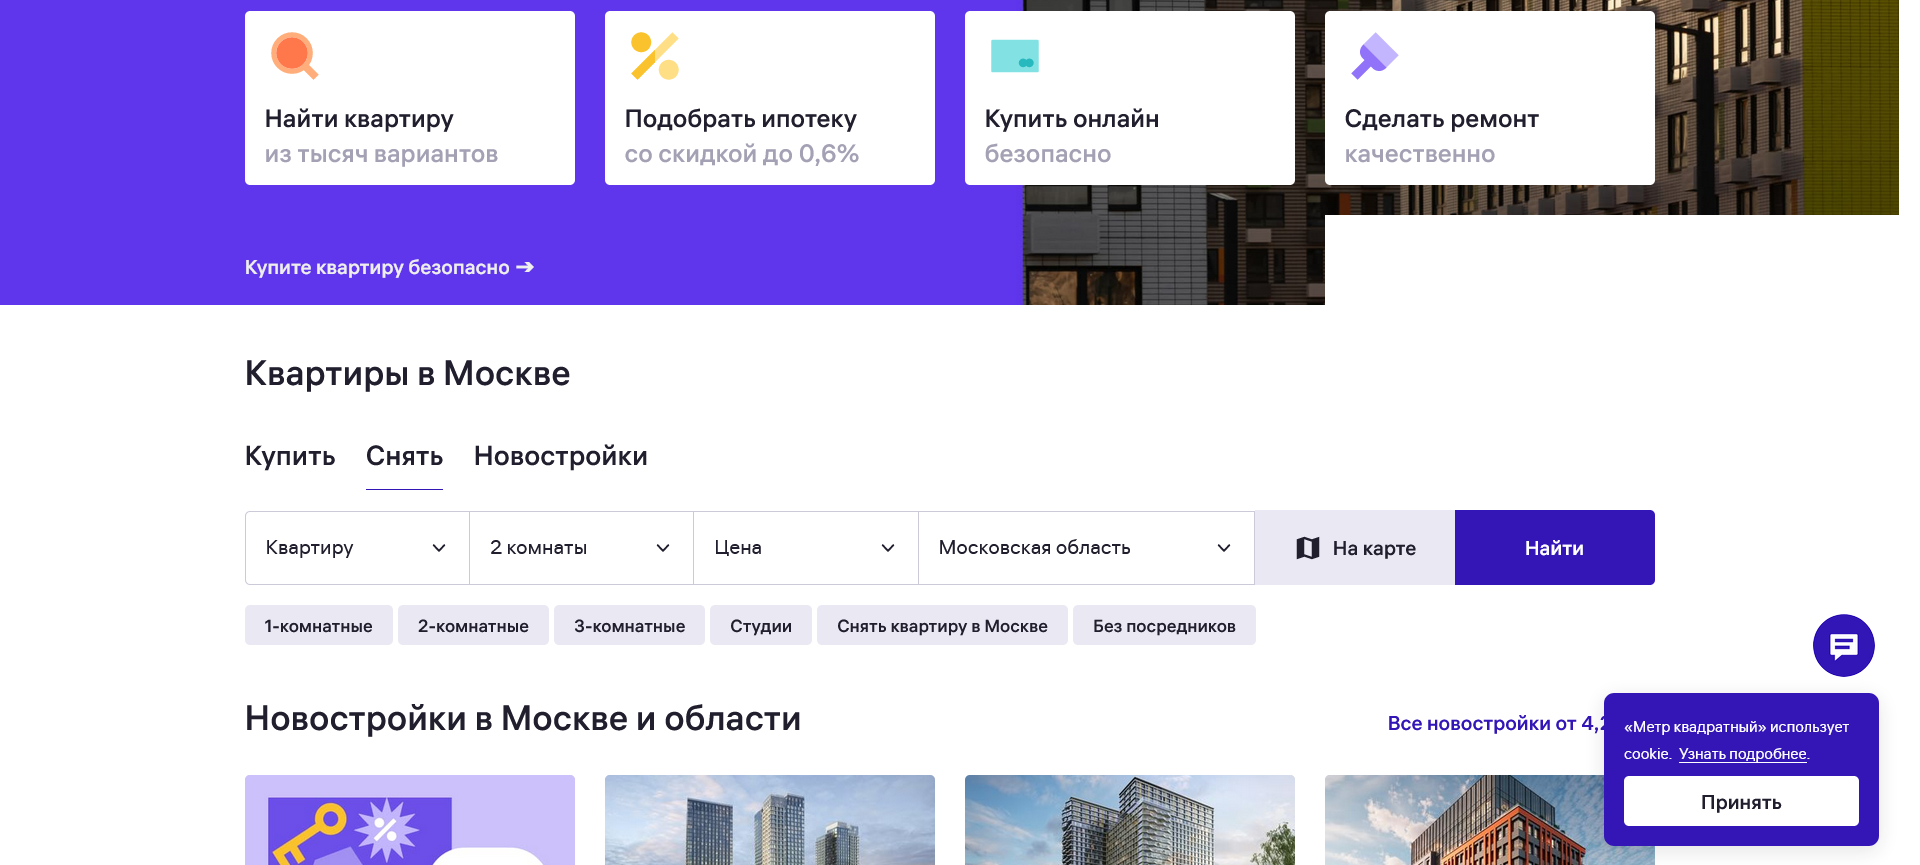 Найти квартиру
из тысяч вариантов
Подобрать ипотеку
со скидкой до 0,6%
Купить онлайн
безопасно
Сделать ремонт
качественно
Купите квартиру безопасно ➔
Квартиры в Москве
Купить Снять Новостройки
Квартиру 2 комнаты Цена Московская область На карте Найти
1-комнатные 2-комнатные 3-комнатные Студии Снять квартиру в Москве Без посредников
Новостройки в Москве и области
Все новостройки от 4,2
«Метр квадратный» использует
cookie. Узнать подробнее.
Принять